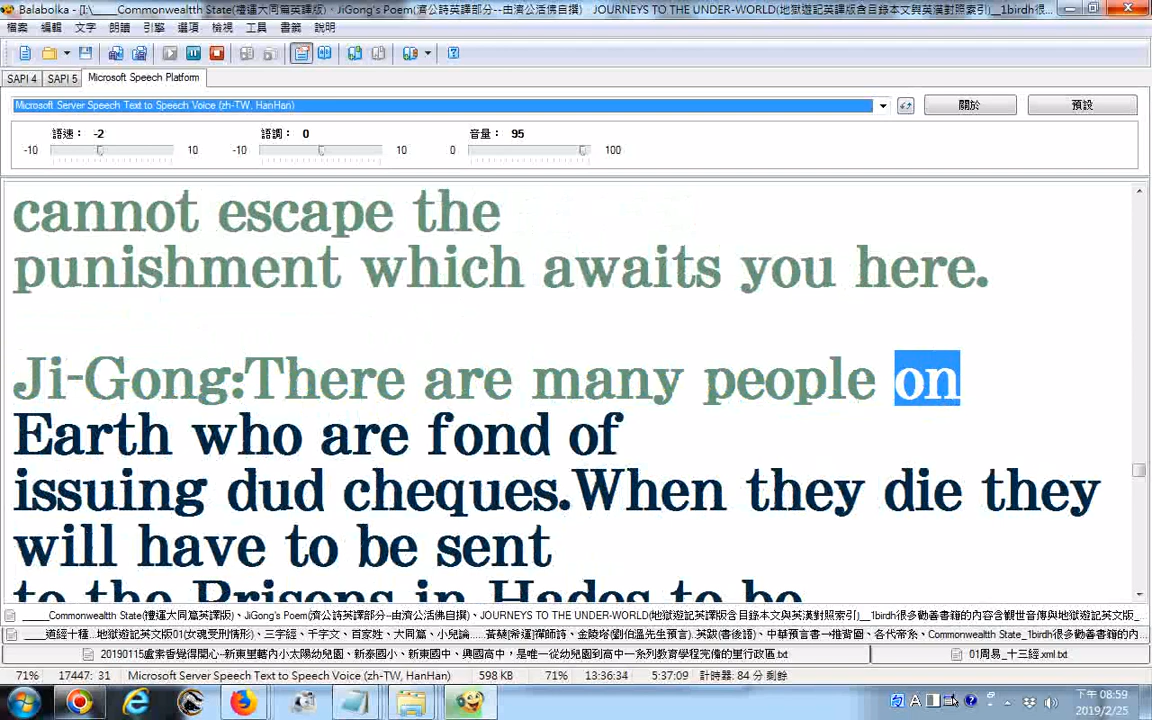 Balabolka - [I:\_____Commonwealth State(禮運大同篇英譯版)、JiGong's Poem(濟公詩英譯部分--由濟公活佛自撰) 、JOURNEYS TO THE UNDER-WORLD(地獄遊記英譯版含目錄本文與英漢對照索引)__1birdh很...
檔案 編輯 文字 朗讀 引擎 選項 檢視 工具 書籤 說明
SAPI 4 SAPI 5 Microsoft Speech Platform
Microsoft Server Speech Text to Speech Voice (zh-TW, HanHan)
關於 預設
語速： -2 語調： 0 音量： 95
-10 10 -10 10 0 100
cannot escape the
punishment which awaits you here.
Ji-Gong:There are many people on
Earth who are fond of
issuing dud cheques.When they die they
will have to be sent
to the Prisons in Hades to be
_____Commonwealth State(禮運大同篇英譯版)、JiGong's Poem(濟公詩英譯部分--由濟公活佛自撰)、JOURNEYS TO THE UNDER-WORLD(地獄遊記英譯版含目錄本文與英漢對照索引)__1birdh很多勸善書籍的內容含觀世音傳與地獄遊記英文版_
20190115盧素香覺得開心--新東里轄內小太陽幼兒園、新泰國小、新東國中、興國高中，是唯一從幼兒園到高中一系列教育學程完備的里行政區.txt 01周易_十三經.xml.txt
71% 17447: 31 Microsoft Server Speech Text to Speech Voice (zh-TW, HanHan) 598 KB 71% 13:36:34 5:37:09 計時器: 84 分 剩餘
下午 08:59
2019/2/25